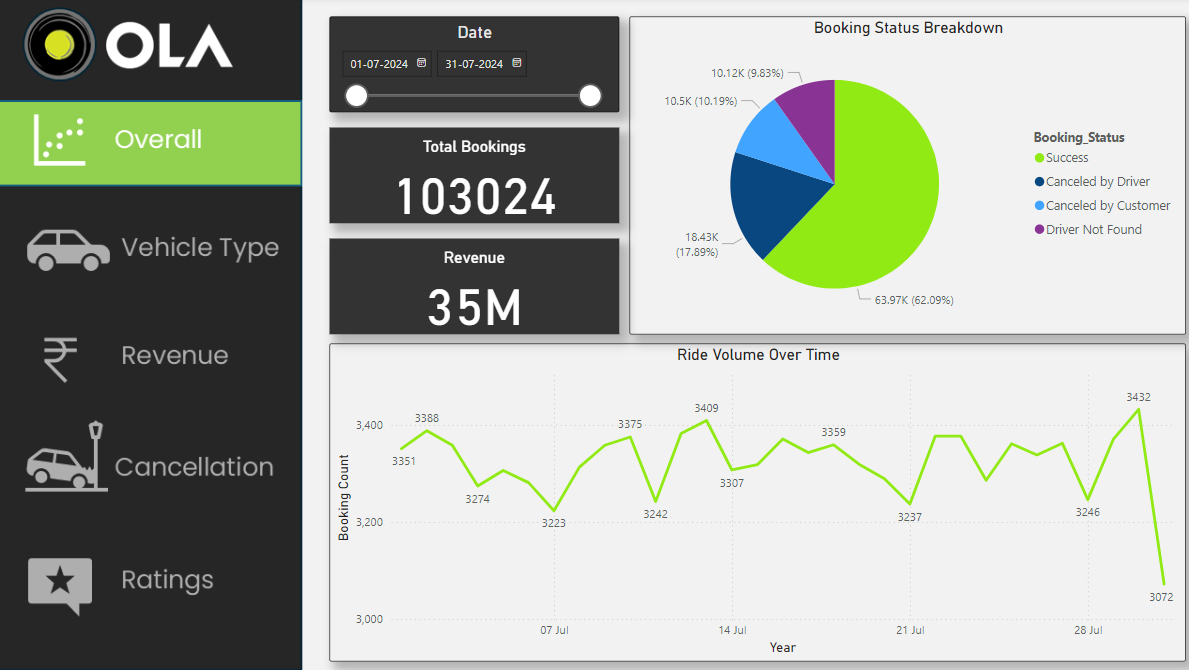 OLA
Overall
Vehicle Type
Revenue
Cancellation
Ratings
Date
01-07-2024
31-07-2024
Total Bookings
103024
Revenue
35M
Booking Status Breakdown
10.12K (9.83%)
10.5K (10.19%)
18.43K
(17.89%)
63.97K (62.09%)
Booking_Status
Success
Canceled by Driver
Canceled by Customer
Driver Not Found
Ride Volume Over Time
Booking Count
3,400
3,200
3,000
3351
3388
3274
3223
3375
3242
3409
3307
3359
3237
3246
3432
3072
07 Jul
14 Jul
21 Jul
28 Jul
Year